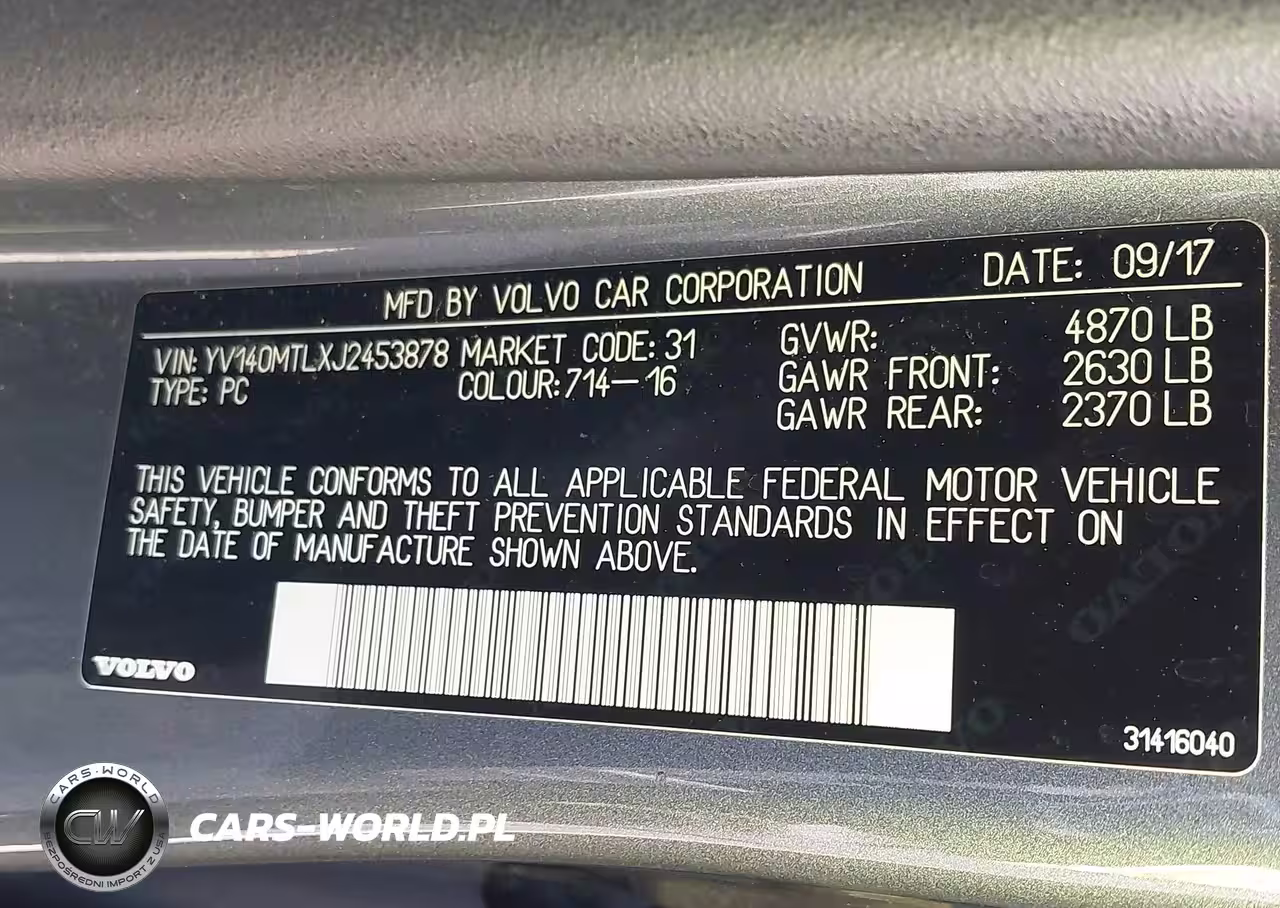 MFD BY VOLVO CAR CORPORATION DATE: 09/17
VIN: YV140MTLXJ2453878 MARKET CODE: 31 GVWR: 4870 LB
TYPE: PC COLOUR: 714-16 GAWR FRONT: 2630 LB
GAWR REAR: 2370 LB
THIS VEHICLE CONFORMS TO ALL APPLICABLE FEDERAL MOTOR VEHICLE
SAFETY, BUMPER AND THEFT PREVENTION STANDARDS IN EFFECT ON
THE DATE OF MANUFACTURE SHOWN ABOVE.
VOLVO
31416040
CARS-WORLD
CW
BEZPOŚREDNI IMPORT Z USA
CARS-WORLD.PL